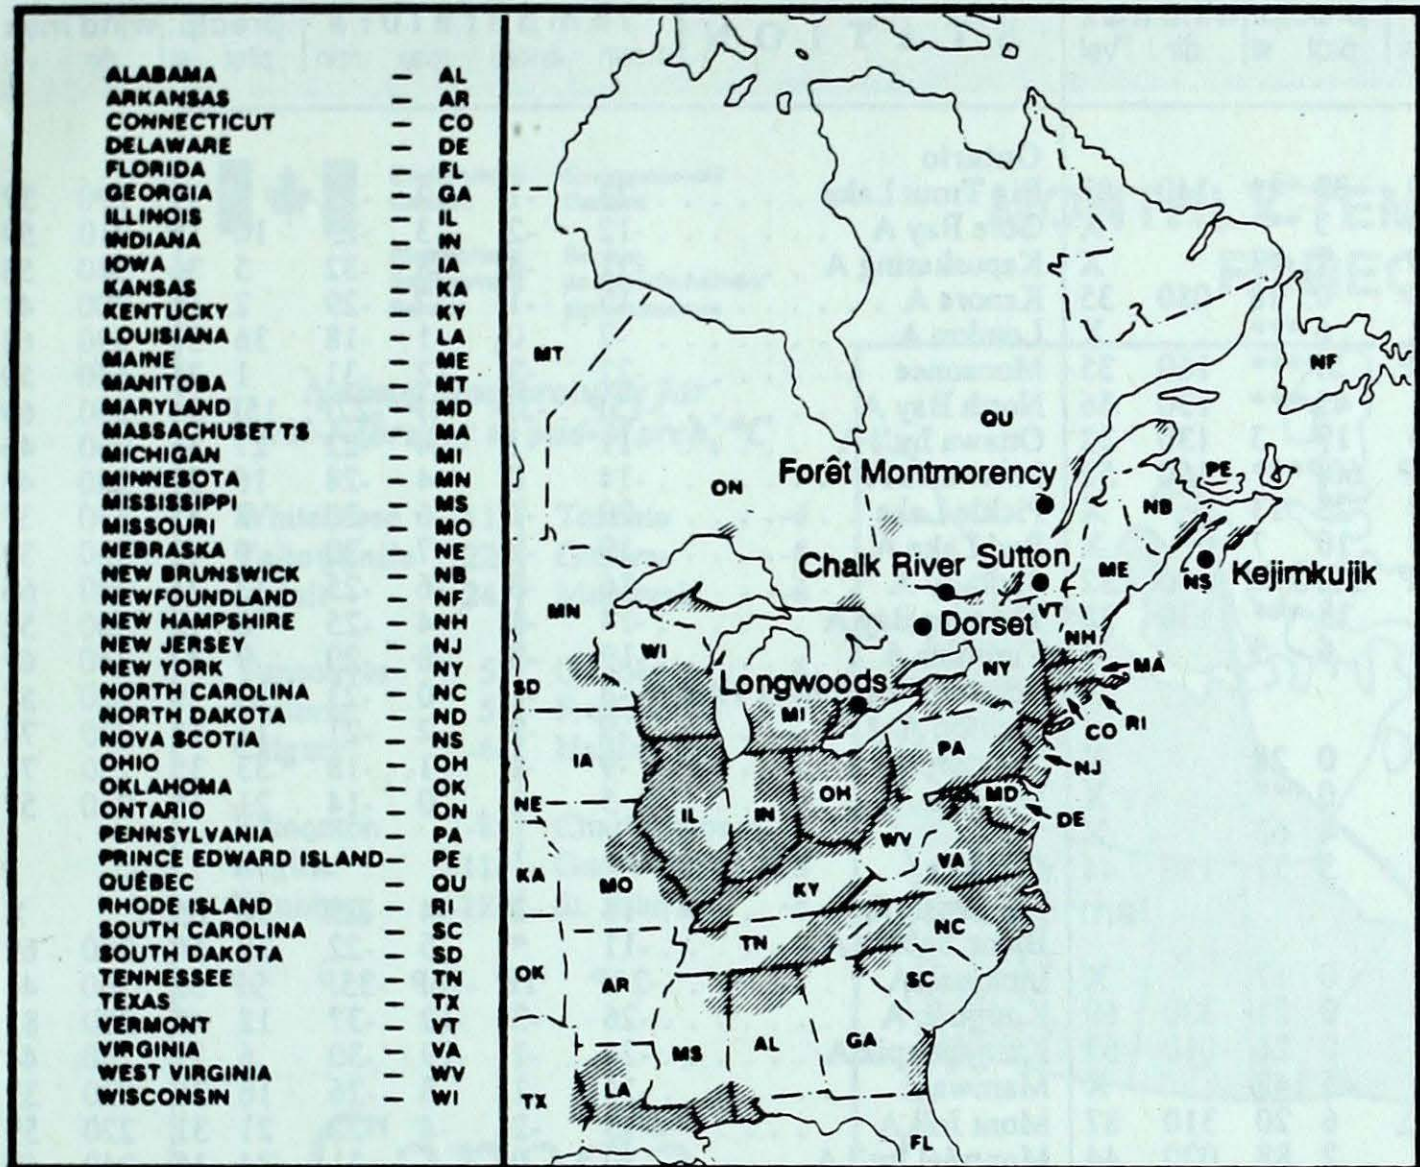 ALABAMA — AL
ARKANSAS — AR
CONNECTICUT — CO
DELAWARE — DE
FLORIDA — FL
GEORGIA — GA
ILLINOIS — IL
INDIANA — IN
IOWA — IA
KANSAS — KA
KENTUCKY — KY
LOUISIANA — LA
MAINE — ME
MANITOBA — MT
MARYLAND — MD
MASSACHUSETTS — MA
MICHIGAN — MI
MINNESOTA — MN
MISSISSIPPI — MS
MISSOURI — MO
NEBRASKA — NE
NEW BRUNSWICK — NB
NEWFOUNDLAND — NF
NEW HAMPSHIRE — NH
NEW JERSEY — NJ
NEW YORK — NY
NORTH CAROLINA — NC
NORTH DAKOTA — ND
NOVA SCOTIA — NS
OHIO — OH
OKLAHOMA — OK
ONTARIO — ON
PENNSYLVANIA — PA
PRINCE EDWARD ISLAND — PE
QUÉBEC — QU
RHODE ISLAND — RI
SOUTH CAROLINA — SC
SOUTH DAKOTA — SD
TENNESSEE — TN
TEXAS — TX
VERMONT — VT
VIRGINIA — VA
WEST VIRGINIA — WV
WISCONSIN — WI
MT
NF
QU
Forêt Montmorency
PE
ON
NB
Chalk River
Sutton
ME
NS
Kejimkujik
MN
VT
Dorset
NH
WI
NY
MA
SD
Longwoods
MI
CO
RI
PA
IA
NJ
NE
OH
MD
IL
IN
DE
WV
VA
KA
MO
KY
NC
TN
OK
AR
SC
MS
AL
GA
LA
TX
FL